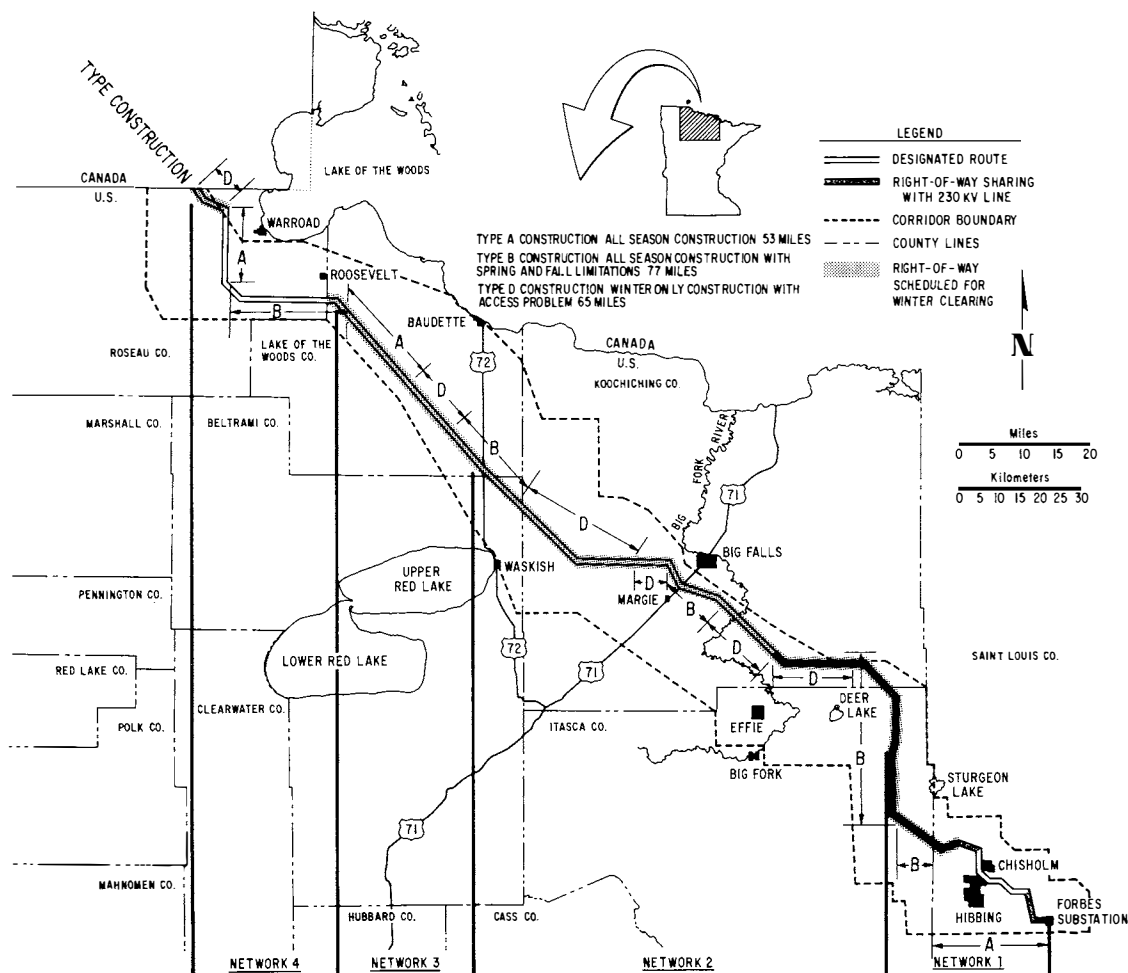 TYPE CONSTRUCTION
D
CANADA
U.S.
LAKE OF THE WOODS
WARROAD
A
ROOSEVELT
B
ROSEAU CO.
LAKE OF THE
WOODS CO.
BAUDETTE
72
TYPE A CONSTRUCTION ALL SEASON CONSTRUCTION 53 MILES
TYPE B CONSTRUCTION ALL SEASON CONSTRUCTION WITH
SPRING AND FALL LIMITATIONS 77 MILES
TYPE D CONSTRUCTION WINTER ONLY CONSTRUCTION WITH
ACCESS PROBLEM 65 MILES
LEGEND
DESIGNATED ROUTE
RIGHT-OF-WAY SHARING
WITH 230 KV LINE
CORRIDOR BOUNDARY
COUNTY LINES
RIGHT-OF-WAY
SCHEDULED FOR
WINTER CLEARING
N
Miles
0 5 10 20
Kilometers
0 5 10 15 20 25 30
CANADA
U.S.
KOOCHICHING CO.
A
D
B
D
MARSHALL CO.
BELTRAMI CO.
BIG FORK RIVER
71
BIG FALLS
UPPER
RED LAKE
WASKISH
D
MARGIE
B
D
PENNINGTON CO.
RED LAKE CO.
LOWER RED LAKE
72
71
D
SAINT LOUIS CO.
POLK CO.
CLEARWATER CO.
ITASCA CO.
EFFIE
DEER
LAKE
BIG FORK
B
STURGEON
LAKE
71
B
CHISHOLM
HIBBING
FORBES
SUBSTATION
A
MAHNOMEN CO.
HUBBARD CO.
CASS CO.
NETWORK 4
NETWORK 3
NETWORK 2
NETWORK 1